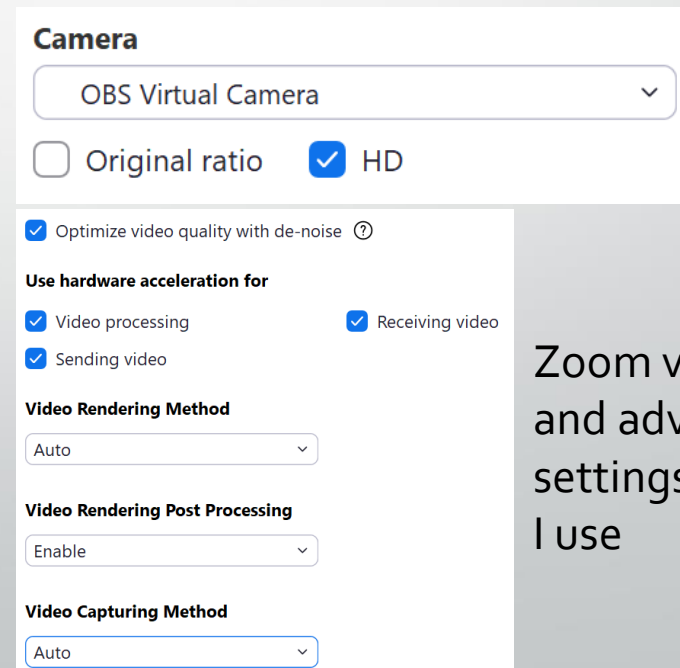 Camera
OBS Virtual Camera
Original ratio HD
Optimize video quality with de-noise ?
Use hardware acceleration for
Video processing Receiving video
Sending video
Video Rendering Method
Auto
Video Rendering Post Processing
Enable
Video Capturing Method
Auto
Zoom
and
settings
I use